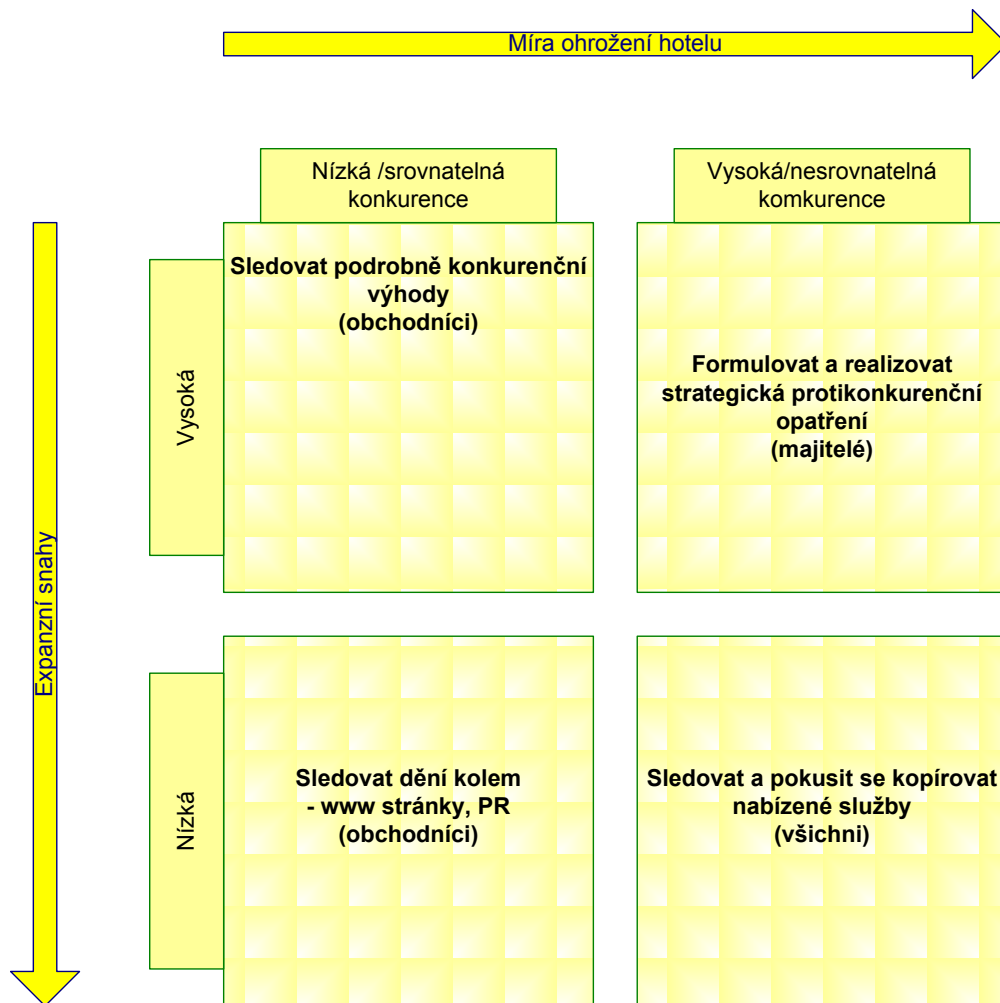 Míra ohrožení hotelu
Nízká /srovnatelná
konkurence
Vysoká/nesrovnatelná
komkurence
Expanzní snahy
Vysoká
Sledovat podrobně konkurenční
výhody
(obchodníci)
Formulovat a realizovat
strategická protikonkurenční
opatření
(majitelé)
Nízká
Sledovat dění kolem
- www stránky, PR
(obchodníci)
Sledovat a pokusit se kopírovat
nabízené služby
(všichni)